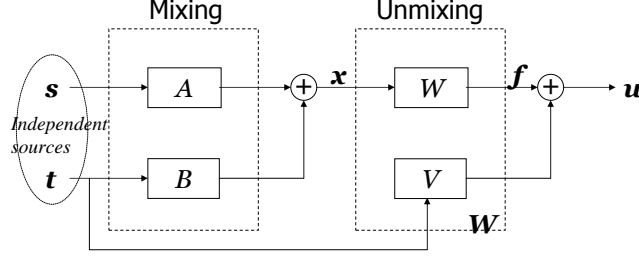 Mixing Unmixing
s A + x W f + u
Independent
sources
t B V
W